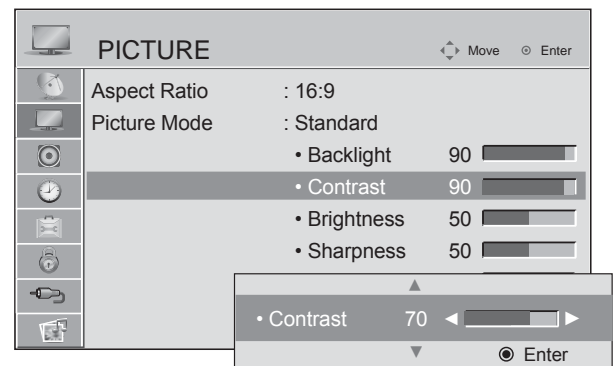 PICTURE Move Enter
Aspect Ratio : 16:9
Picture Mode : Standard
• Backlight 90
• Contrast 90
• Brightness 50
• Sharpness 50
• Contrast 70
Enter